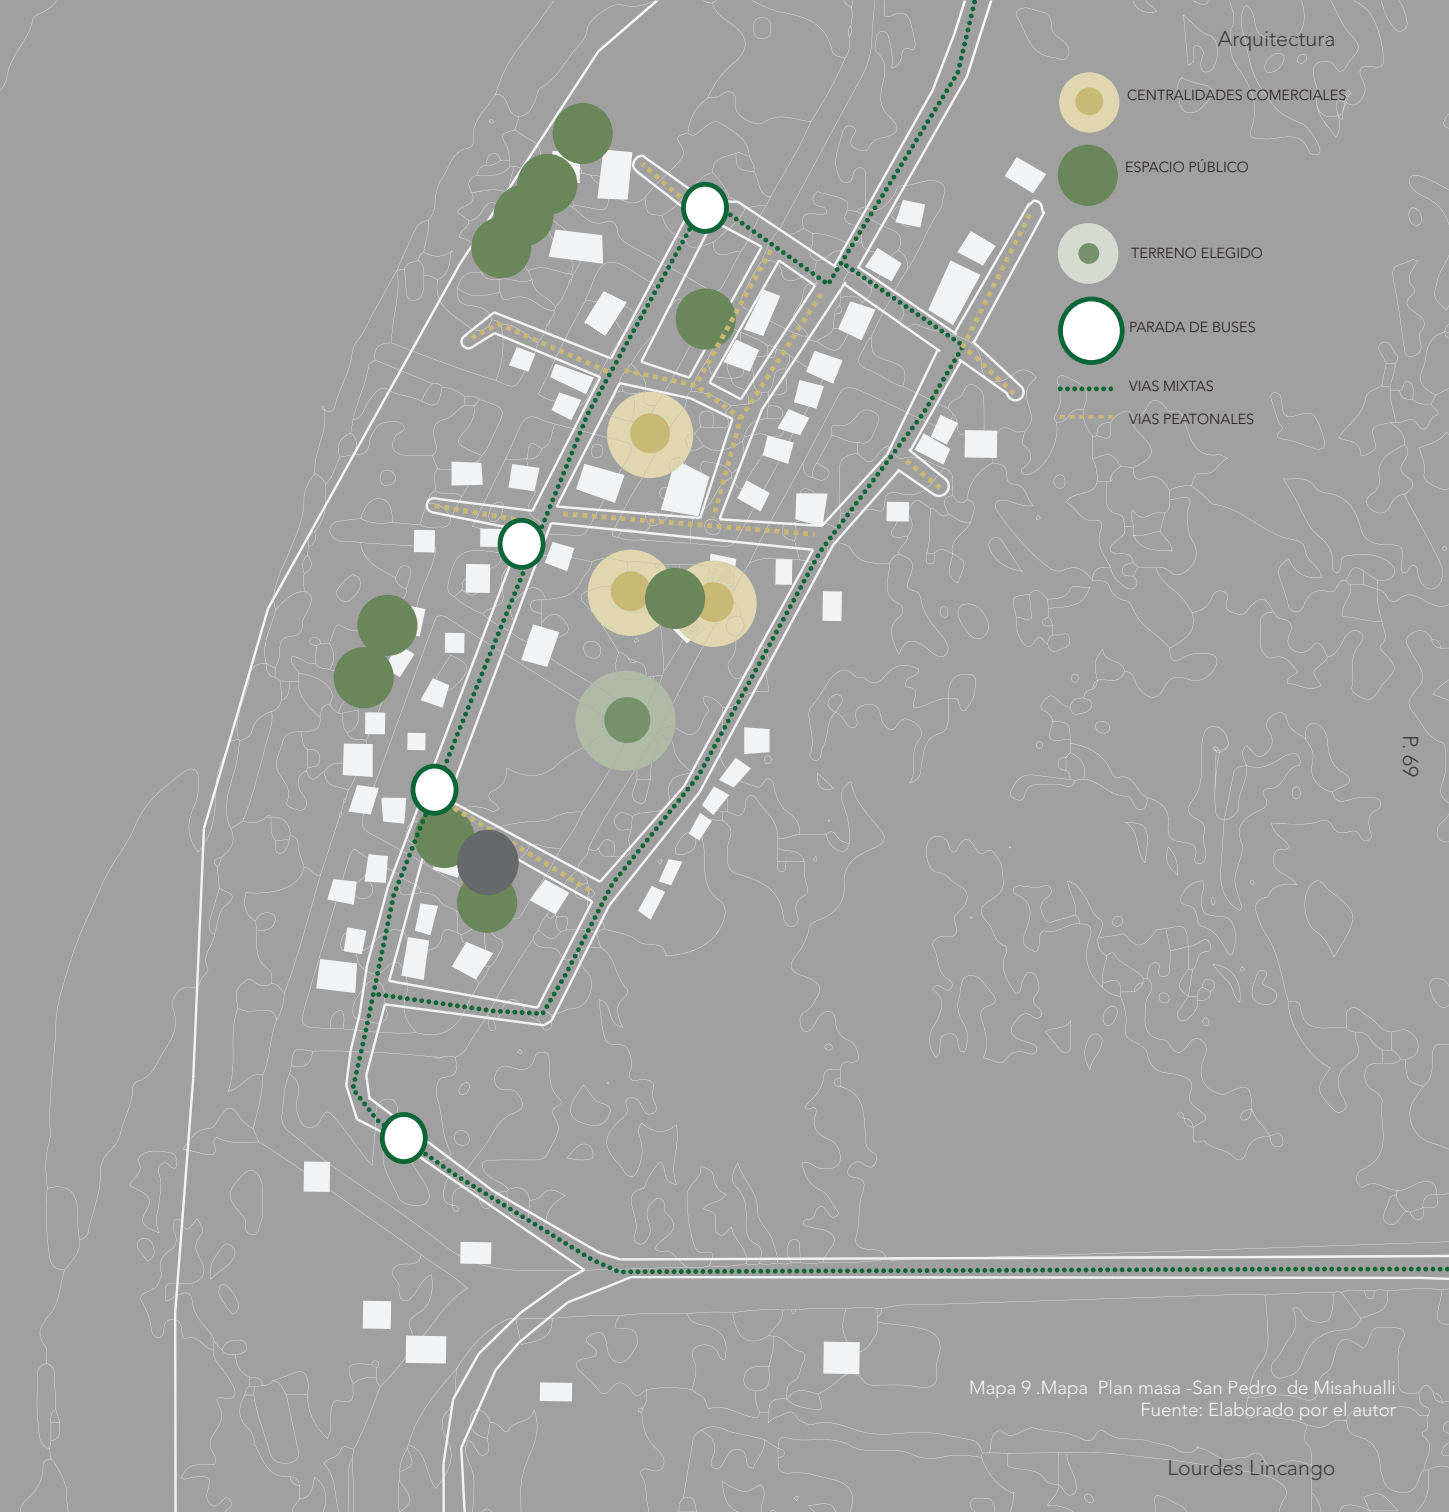 Arquitectura
CENTRALIDADES COMERCIALES
ESPACIO PÚBLICO
TERRENO ELEGIDO
PARADA DE BUSES
VIAS MIXTAS
VIAS PEATONALES
P. 69
Mapa 9 .Mapa Plan masa -San Pedro de Misahualli
Fuente: Elaborado por el autor
Lourdes Lincango